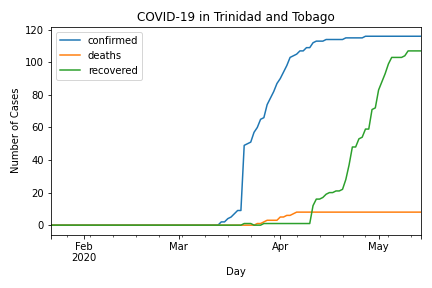 COVID-19 in Trinidad and Tobago
confirmed
deaths
recovered
Number of Cases
120
100
80
60
40
20
0
Feb
2020
Mar
Apr
May
Day